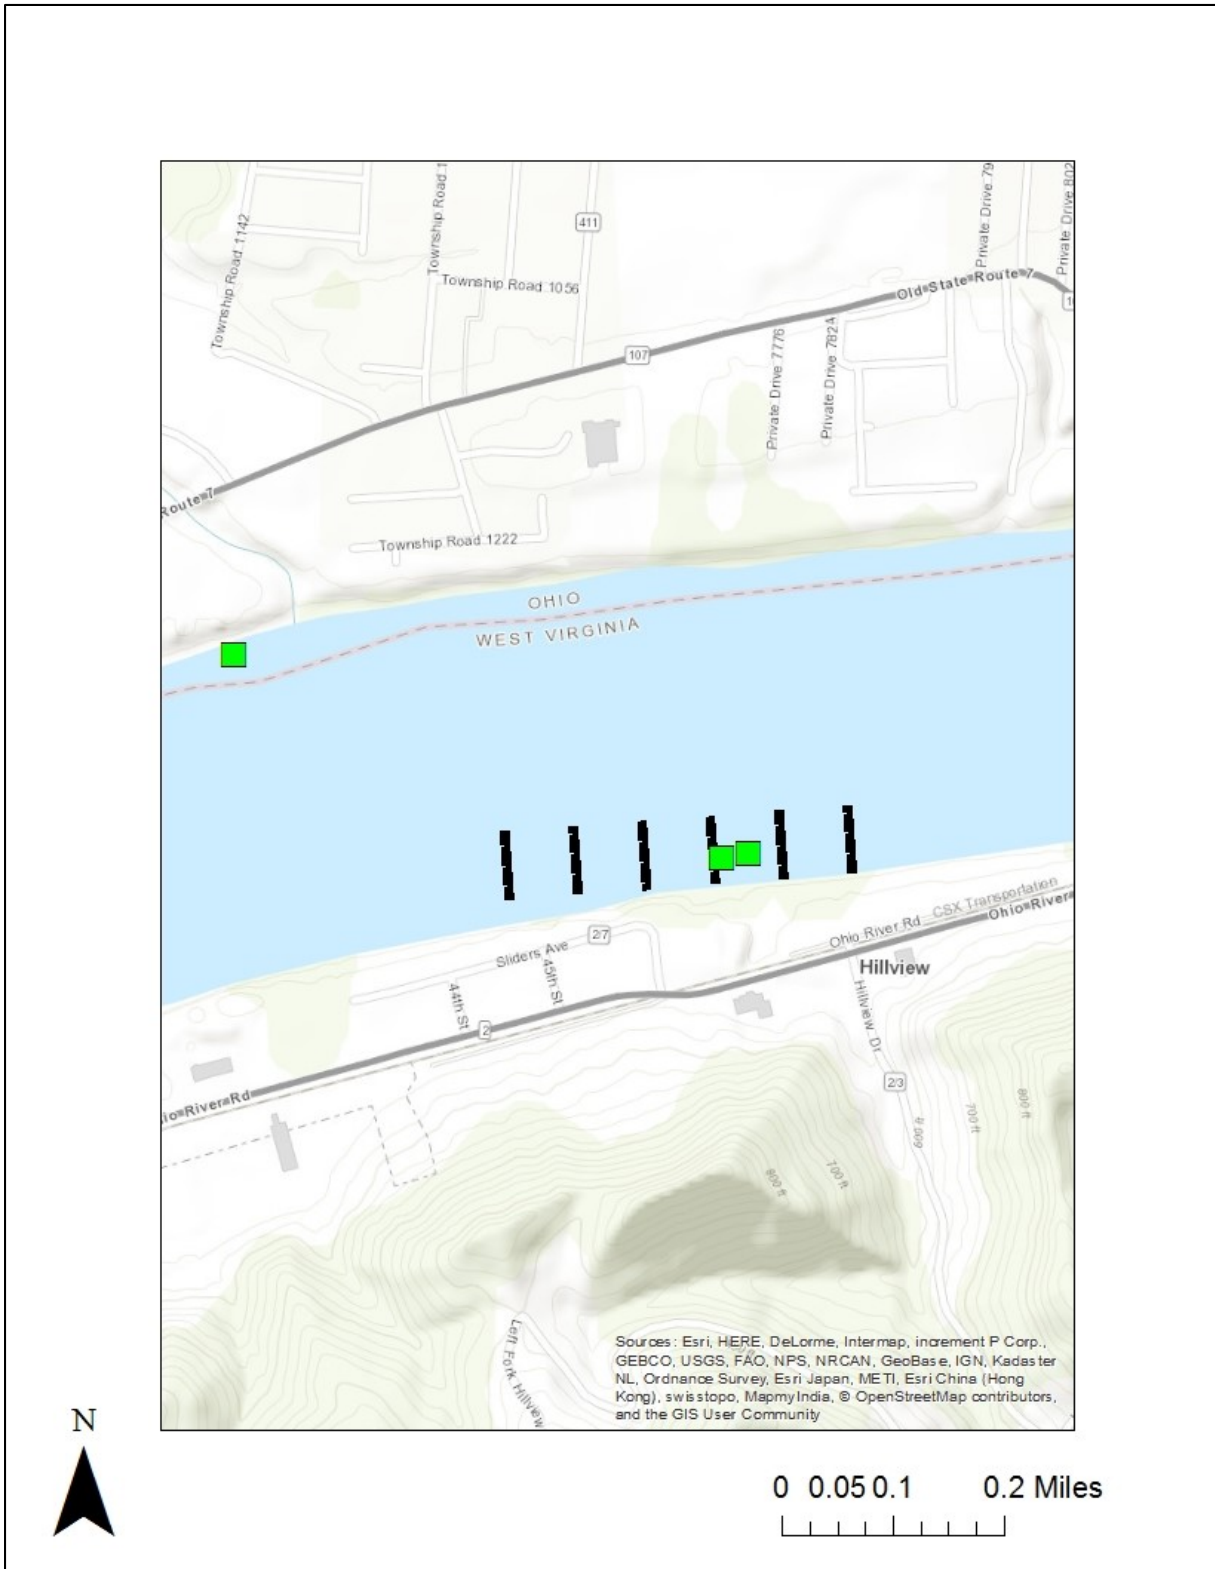 Township Road 1142
Township Road 1
411
Private Drive 79
Private Drive 802
Township Road 1056
Old State Route 7
10
107
Private Drive 7776
Private Drive 782A
Route 7
Township Road 1222
OHIO
WEST VIRGINIA
CSX Transportation
Ohio River Rd
Ohio River
2/7
Sliders Ave
45th St
44th St
Hillview
2
Hillview Dr
2/3
io River Rd
600 ft
700 ft
800 ft
700 ft
800 ft
Left Fork Hillview
Sources: Esri, HERE, DeLorme, Intermap, increment P Corp.,
GEBCO, USGS, FAO, NPS, NRCAN, GeoBase, IGN, Kadaster
NL, Ordnance Survey, Esri Japan, METI, Esri China (Hong
Kong), swisstopo, MapmyIndia, © OpenStreetMap contributors,
and the GIS User Community
N
0 0.05 0.1 0.2 Miles